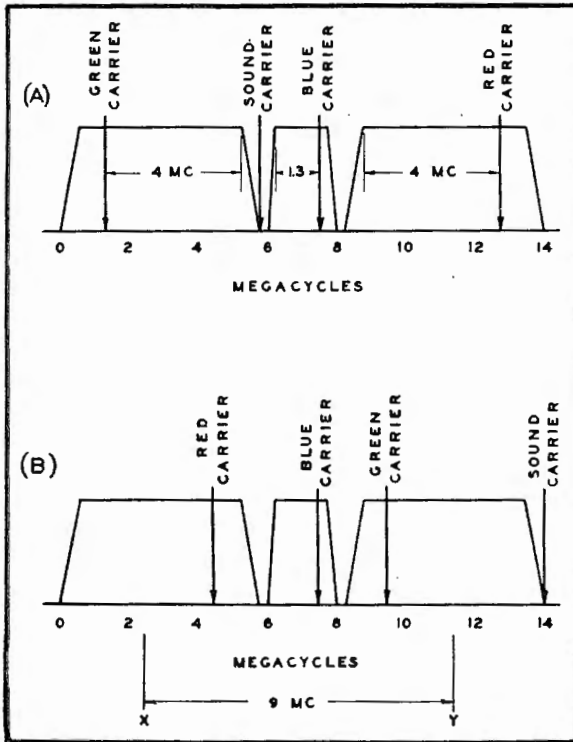 (A)
GREEN CARRIER
SOUND CARRIER
BLUE CARRIER
RED CARRIER
4 MC
1.3
4 MC
0 2 4 6 8 10 12 14
MEGACYCLES
(B)
RED CARRIER
BLUE CARRIER
GREEN CARRIER
SOUND CARRIER
0 2 4 6 8 10 12 14
MEGACYCLES
9 MC
X Y